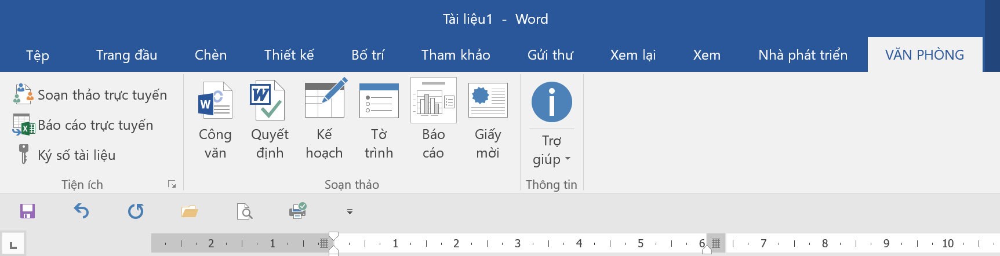 Tài liệu1 - Word
Tệp Trang đầu Chèn Thiết kế Bố trí Tham khảo Gửi thư Xem lại Xem Nhà phát triển VĂN PHÒNG
Soạn thảo trực tuyến
Báo cáo trực tuyến
Ký số tài liệu
Tiện ích
W
W
X
Công văn
Quyết định
Kế hoạch
Tờ trình
Báo cáo
Giấy mời
Soạn thảo
Trợ giúp
Thông tin
2 1 1 2 3 4 5 6 7 8 9 10